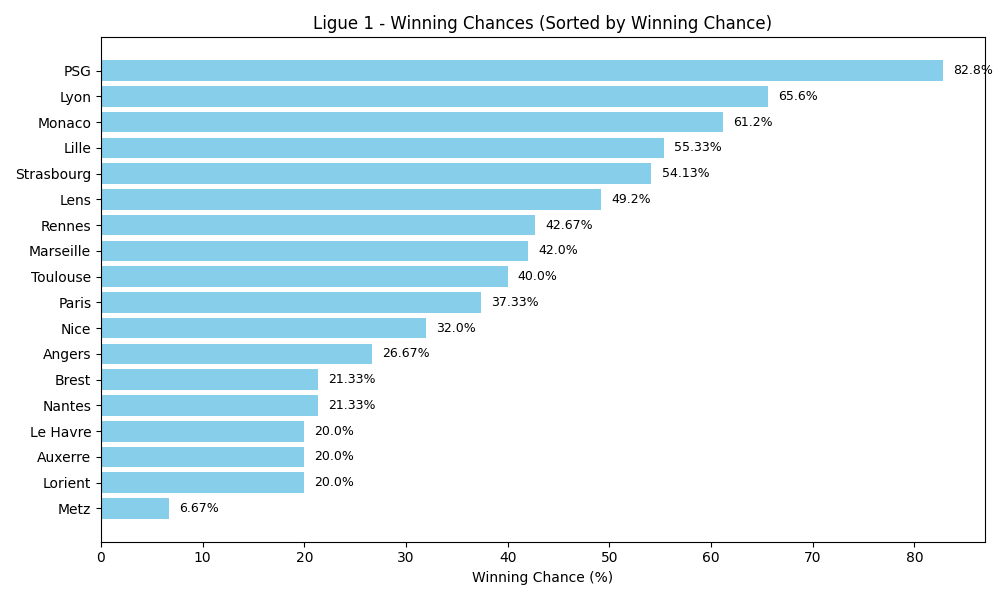 Ligue 1 - Winning Chances (Sorted by Winning Chance)
PSG 82.8%
Lyon 65.6%
Monaco 61.2%
Lille 55.33%
Strasbourg 54.13%
Lens 49.2%
Rennes 42.67%
Marseille 42.0%
Toulouse 40.0%
Paris 37.33%
Nice 32.0%
Angers 26.67%
Brest 21.33%
Nantes 21.33%
Le Havre 20.0%
Auxerre 20.0%
Lorient 20.0%
Metz 6.67%
0 10 20 30 40 50 60 70 80
Winning Chance (%)